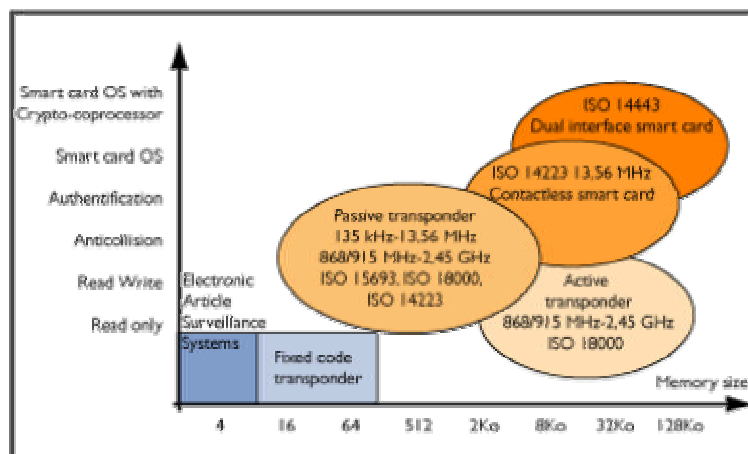 Smart card OS with
Crypto-coprocessor
Smart card OS
Authentification
Anticollision
Read Write
Read only
ISO 14443
Dual interface smart card
ISO 14223 13,56 MHz
Contactless smart card
Passive transponder
135 kHz-13,56 MHz
868/915 MHz-2,45 GHz
ISO 15693, ISO 18000,
ISO 14223
Active
transponder
868/915 MHz-2,45 GHz
ISO 18000
Electronic
Article
Surveillance
Systems
Fixed code
transponder
Memory size
4 16 64 512 2Ko 8Ko 32Ko 128Ko